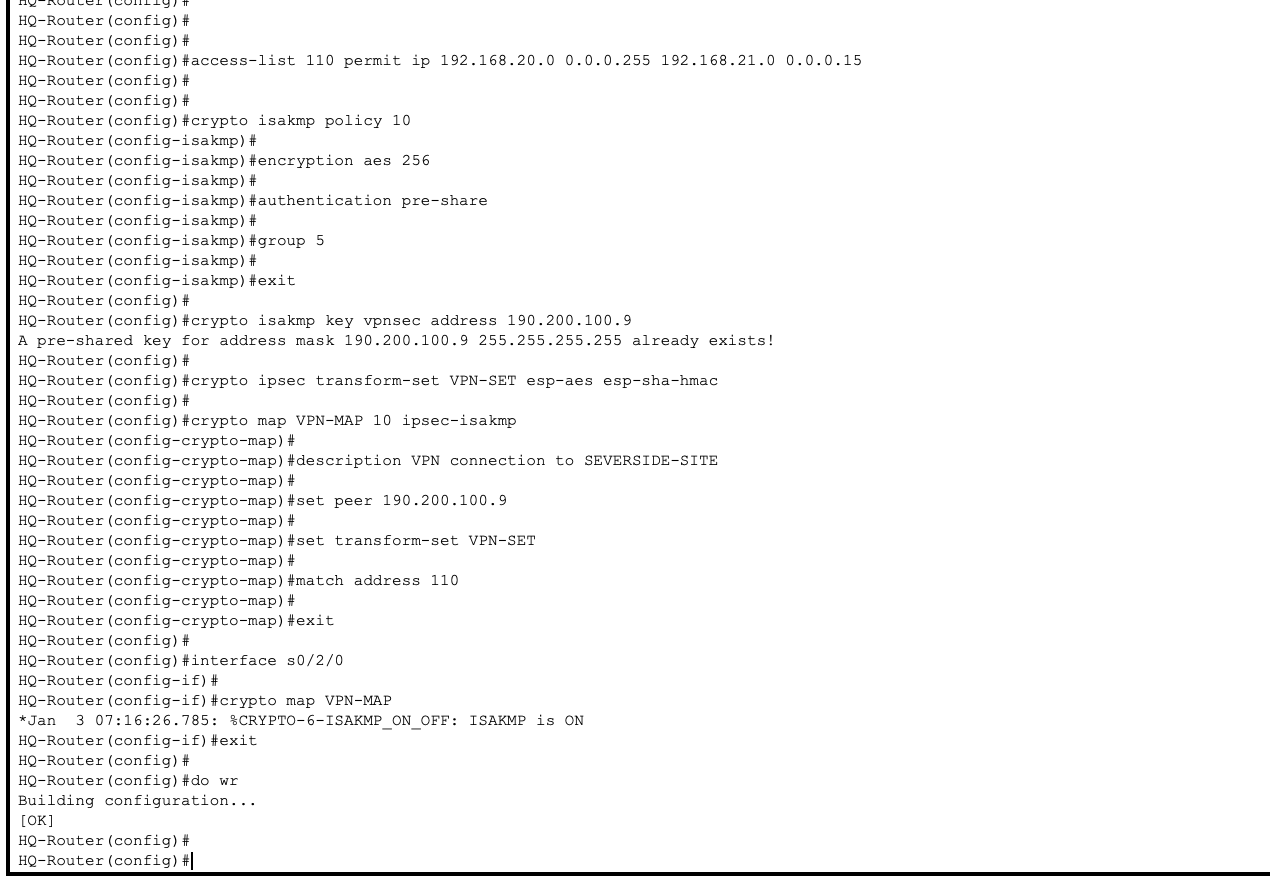 HQ-Router(config)#
HQ-Router(config)#
HQ-Router(config)#
HQ-Router(config)#access-list 110 permit ip 192.168.20.0 0.0.0.255 192.168.21.0 0.0.0.15
HQ-Router(config)#
HQ-Router(config)#
HQ-Router(config)#crypto isakmp policy 10
HQ-Router(config-isakmp)#
HQ-Router(config-isakmp)#encryption aes 256
HQ-Router(config-isakmp)#
HQ-Router(config-isakmp)#authentication pre-share
HQ-Router(config-isakmp)#
HQ-Router(config-isakmp)#group 5
HQ-Router(config-isakmp)#
HQ-Router(config-isakmp)#exit
HQ-Router(config)#
HQ-Router(config)#crypto isakmp key vpnsec address 190.200.100.9
A pre-shared key for address mask 190.200.100.9 255.255.255.255 already exists!
HQ-Router(config)#
HQ-Router(config)#crypto ipsec transform-set VPN-SET esp-aes esp-sha-hmac
HQ-Router(config)#
HQ-Router(config)#crypto map VPN-MAP 10 ipsec-isakmp
HQ-Router(config-crypto-map)#
HQ-Router(config-crypto-map)#description VPN connection to SEVERSIDE-SITE
HQ-Router(config-crypto-map)#
HQ-Router(config-crypto-map)#set peer 190.200.100.9
HQ-Router(config-crypto-map)#
HQ-Router(config-crypto-map)#set transform-set VPN-SET
HQ-Router(config-crypto-map)#
HQ-Router(config-crypto-map)#match address 110
HQ-Router(config-crypto-map)#
HQ-Router(config-crypto-map)#exit
HQ-Router(config)#
HQ-Router(config)#interface s0/2/0
HQ-Router(config-if)#
HQ-Router(config-if)#crypto map VPN-MAP
*Jan  3 07:16:26.785: %CRYPTO-6-ISAKMP_ON_OFF: ISAKMP is ON
HQ-Router(config-if)#exit
HQ-Router(config)#
HQ-Router(config)#do wr
Building configuration...
[OK]
HQ-Router(config)#
HQ-Router(config)#